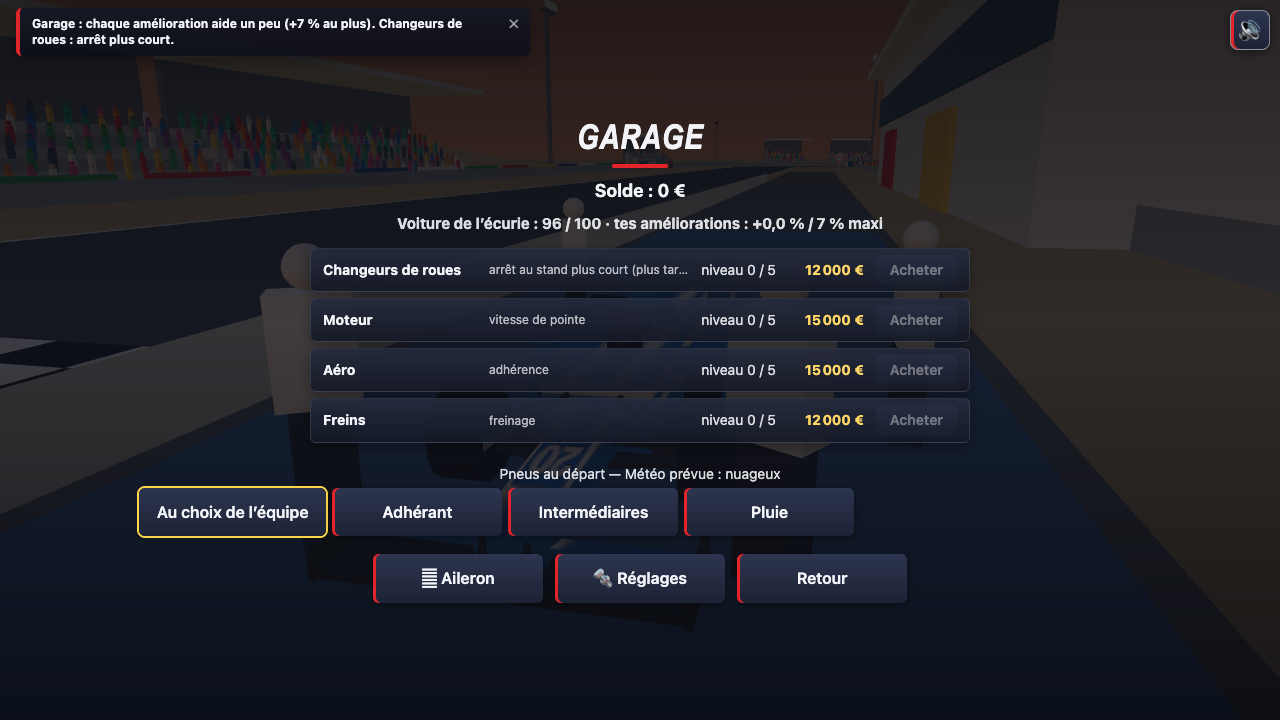 Garage : chaque amélioration aide un peu (+7 % au plus). Changeurs de
roues : arrêt plus court.
×
GARAGE
Solde : 0 €
Voiture de l’écurie : 96 / 100 · tes améliorations : +0,0 % / 7 % maxi
Changeurs de roues arrêt au stand plus court (plus tar… niveau 0 / 5 12 000 € Acheter
Moteur vitesse de pointe niveau 0 / 5 15 000 € Acheter
Aéro adhérence niveau 0 / 5 15 000 € Acheter
Freins freinage niveau 0 / 5 12 000 € Acheter
20
Pneus au départ — Météo prévue : nuageux
Au choix de l’équipe Adhérant Intermédiaires Pluie
Aileron Réglages Retour